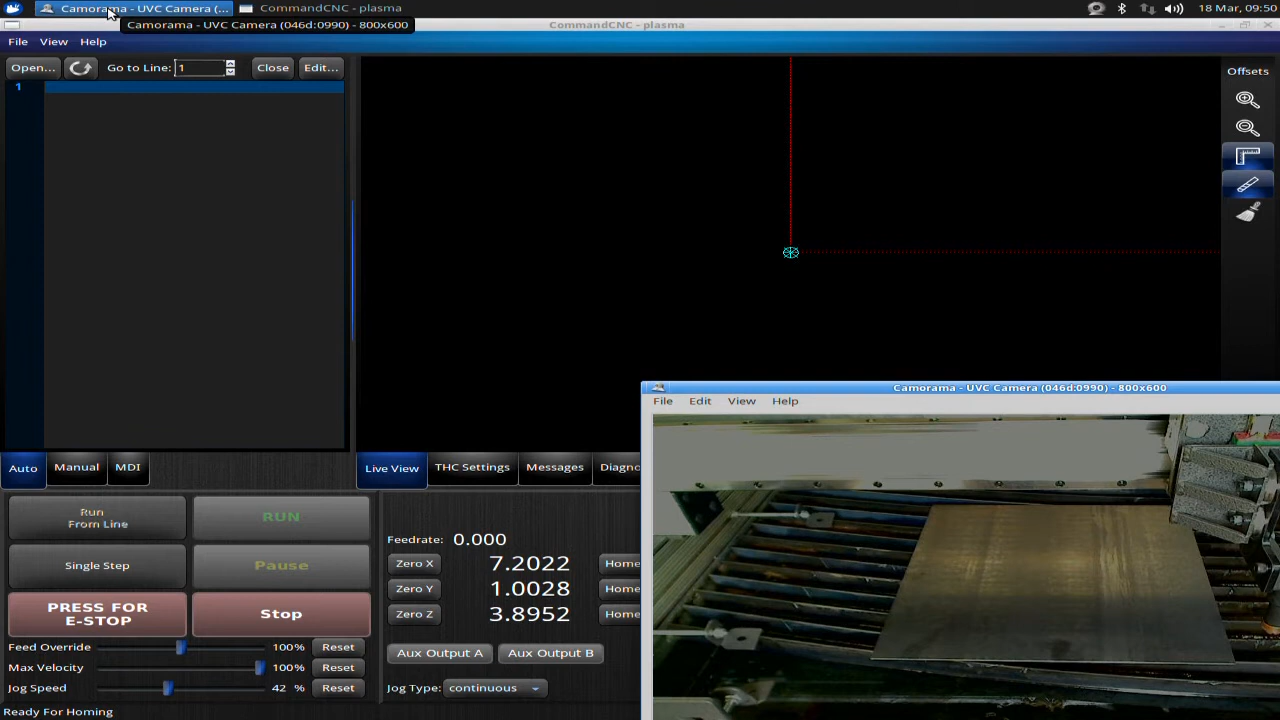 Camorama - UVC Camera (...
CommandCNC - plasma
18 Mar, 09:50
Camorama - UVC Camera (046d:0990) - 800x600
CommandCNC - plasma
File View Help
Open... Go to Line: 1 Close Edit...
Offsets
1
Camorama - UVC Camera (046d:0990) - 800x600
File Edit View Help
Auto Manual MDI
Live View THC Settings Messages Diagno
Run
From Line
RUN
Single Step
Pause
PRESS FOR
E-STOP
Stop
Feed Override 100% Reset
Max Velocity 100% Reset
Jog Speed 42 % Reset
Feedrate: 0.000
Zero X 7.2022 Home
Zero Y 1.0028 Home
Zero Z 3.8952 Home
Aux Output A Aux Output B
Jog Type: continuous
Ready For Homing